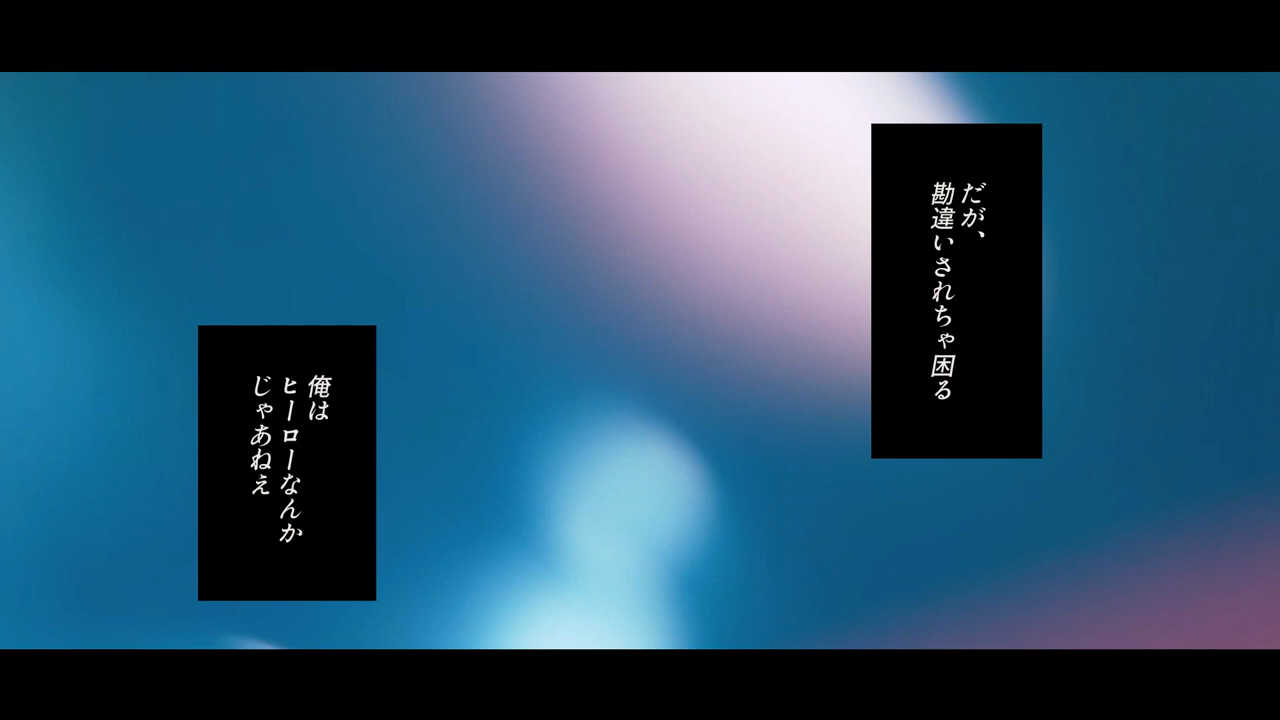 だが、
勘違いされちゃ困る
俺は
ヒーローなんか
じゃあねえ